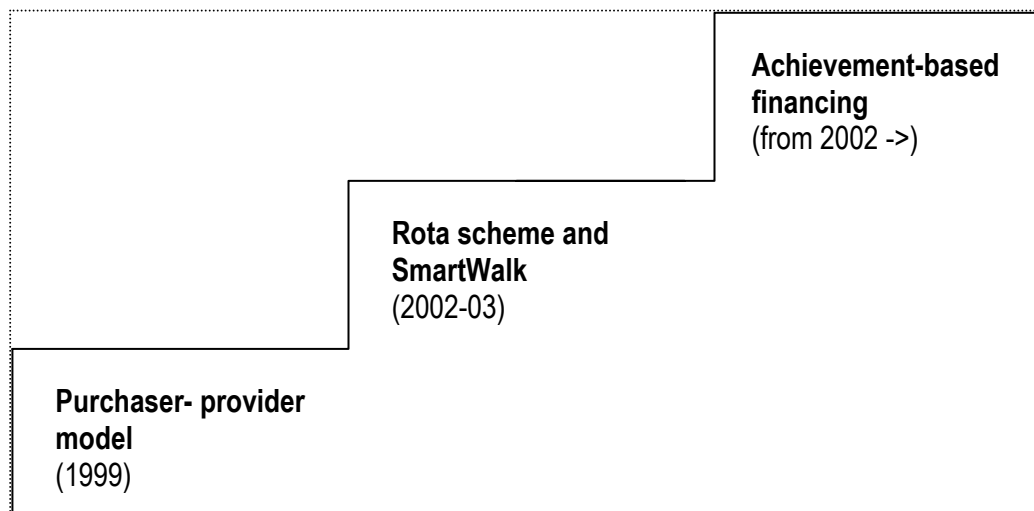 Achievement-based
financing
(from 2002 ->)
Rota scheme and
SmartWalk
(2002-03)
Purchaser- provider
model
(1999)